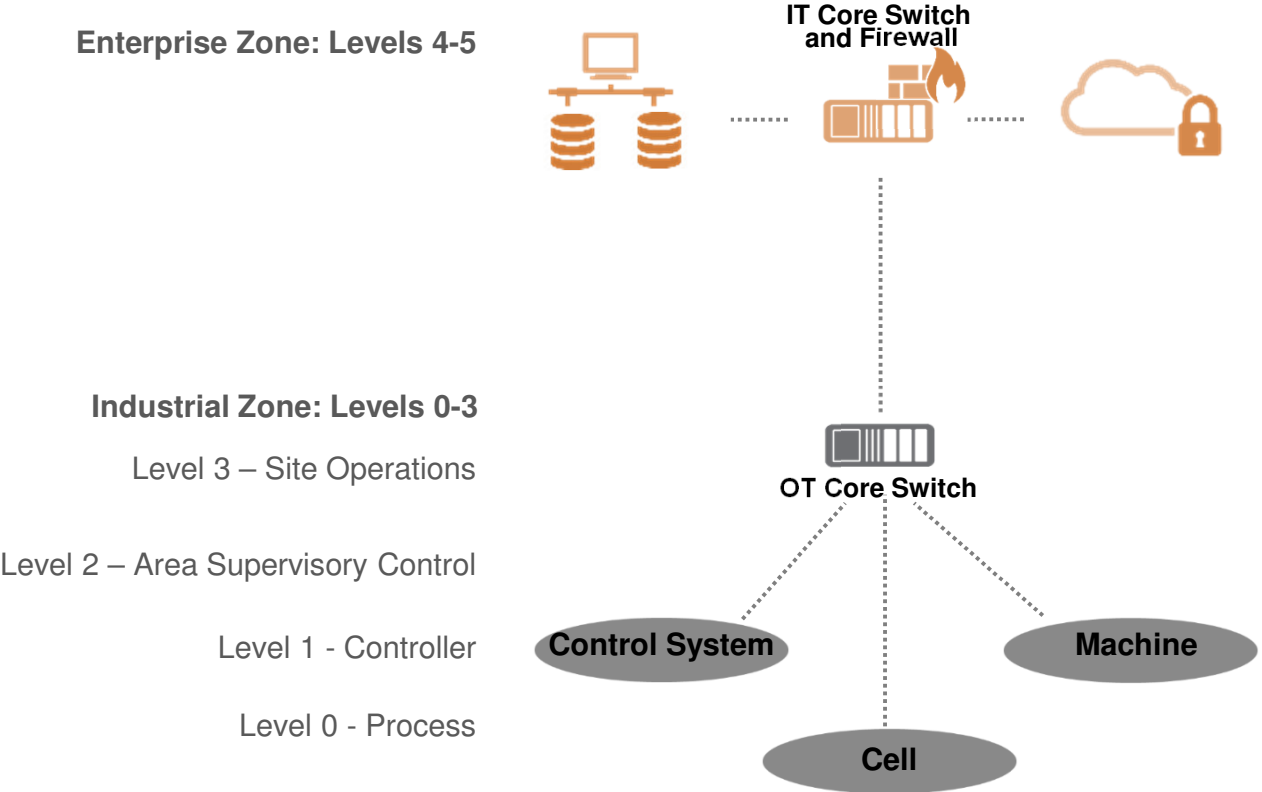 IT Core Switch
and Firewall
Enterprise Zone: Levels 4-5
Industrial Zone: Levels 0-3
Level 3 – Site Operations
OT Core Switch
Level 2 – Area Supervisory Control
Level 1 - Controller
Control System
Machine
Level 0 - Process
Cell